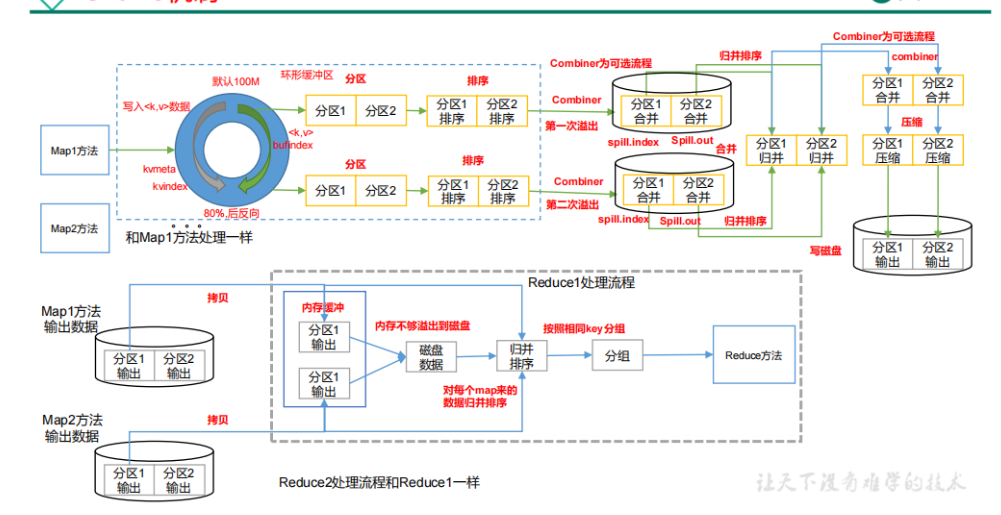 默认100M
环形缓冲区
分区
排序
写入<k,v>数据
Map1方法
kvmeta
kvindex
<k,v>
bufindex
80%,后反向
分区1
分区2
分区1
排序
分区2
排序
分区
排序
分区1
分区2
分区1
排序
分区2
排序
Map2方法
和Map1方法处理一样
。。。
Combiner为可选流程
Combiner
第一次溢出
分区1
合并
分区2
合并
spill.index
Spill.out
Combiner
第二次溢出
分区1
合并
分区2
合并
spill.index
Spill.out
归并排序
合并
归并排序
分区1
归并
分区2
归并
Combiner为可选流程
combiner
分区1
合并
分区2
合并
压缩
分区1
压缩
分区2
压缩
写磁盘
分区1
输出
分区2
输出
Map1方法
输出数据
分区1
输出
分区2
输出
拷贝
Map2方法
输出数据
分区1
输出
分区2
输出
拷贝
Reduce1处理流程
内存缓冲
分区1
输出
分区1
输出
内存不够溢出到磁盘
磁盘
数据
归并
排序
对每个map来的
数据归并排序
按照相同key分组
分组
Reduce方法
Reduce2处理流程和Reduce1一样
让天下没有难学的技术